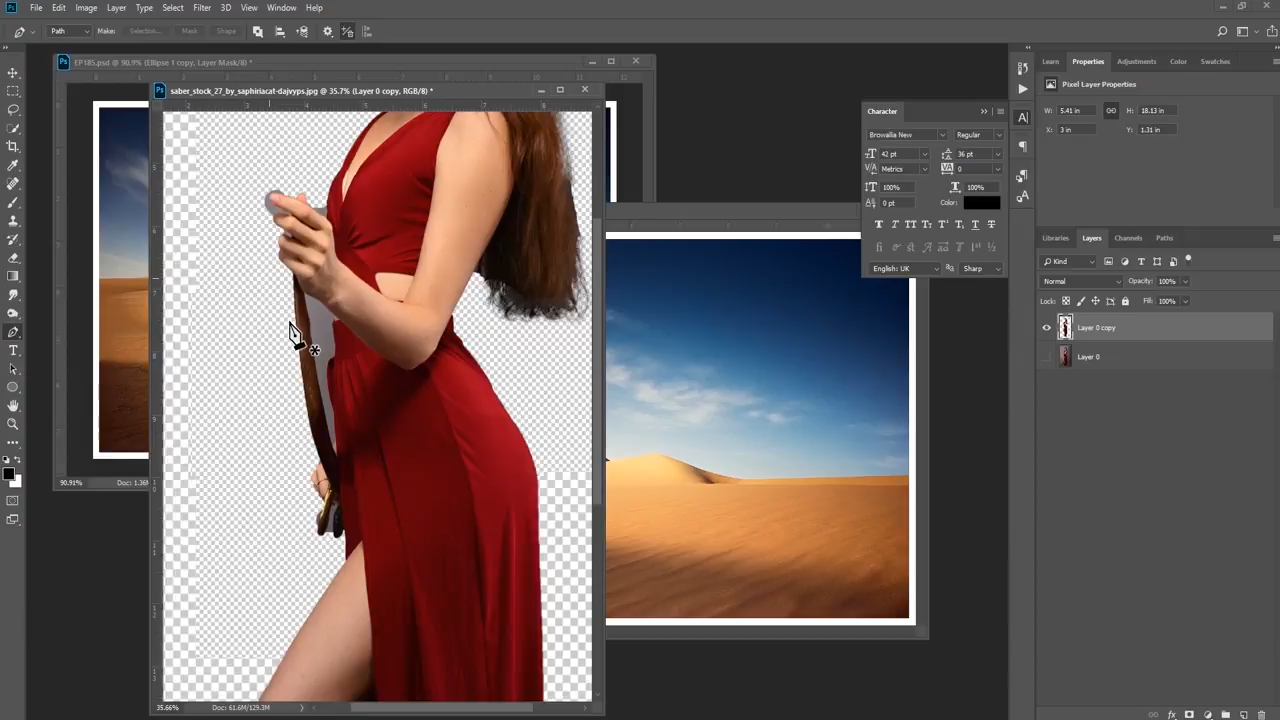 Ps File Edit Image Layer Type Select Filter 3D View Window Help
Path Make: Selection... Mask Shape
Ps EP185.psd @ 90.9% (Ellipse 1 copy, Layer Mask/8) *
Ps saber_stock_27_by_saphiriacat-dajvyps.jpg @ 35.7% (Layer 0 copy, RGB/8) *
90.91% Doc: 1.36M
35.66% Doc: 61.6M/129.3M
Character
Browallia New Regular
42 pt 36 pt
Metrics 0
100% 100%
0 pt Color:
English: UK Sharp
Learn Properties Adjustments Color Swatches
Pixel Layer Properties
W: 5.41 in H: 18.13 in
X: 3 in Y: 1.31 in
Libraries Layers Channels Paths
Kind
Normal Opacity: 100%
Lock: Fill: 100%
Layer 0 copy
Layer 0